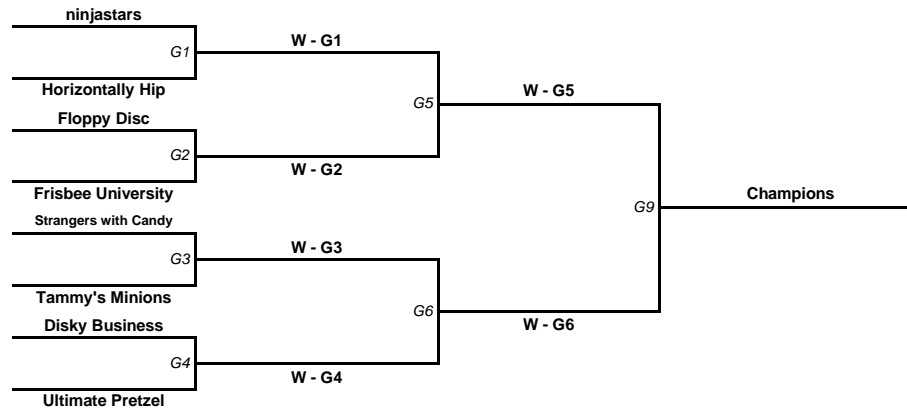 ninjastars
G1
W - G1
Horizontally Hip
Floppy Disc
G5
W - G5
G2
W - G2
Frisbee University
G9
Champions
Strangers with Candy
G3
W - G3
Tammy's Minions
Disky Business
G6
W - G6
G4
W - G4
Ultimate Pretzel